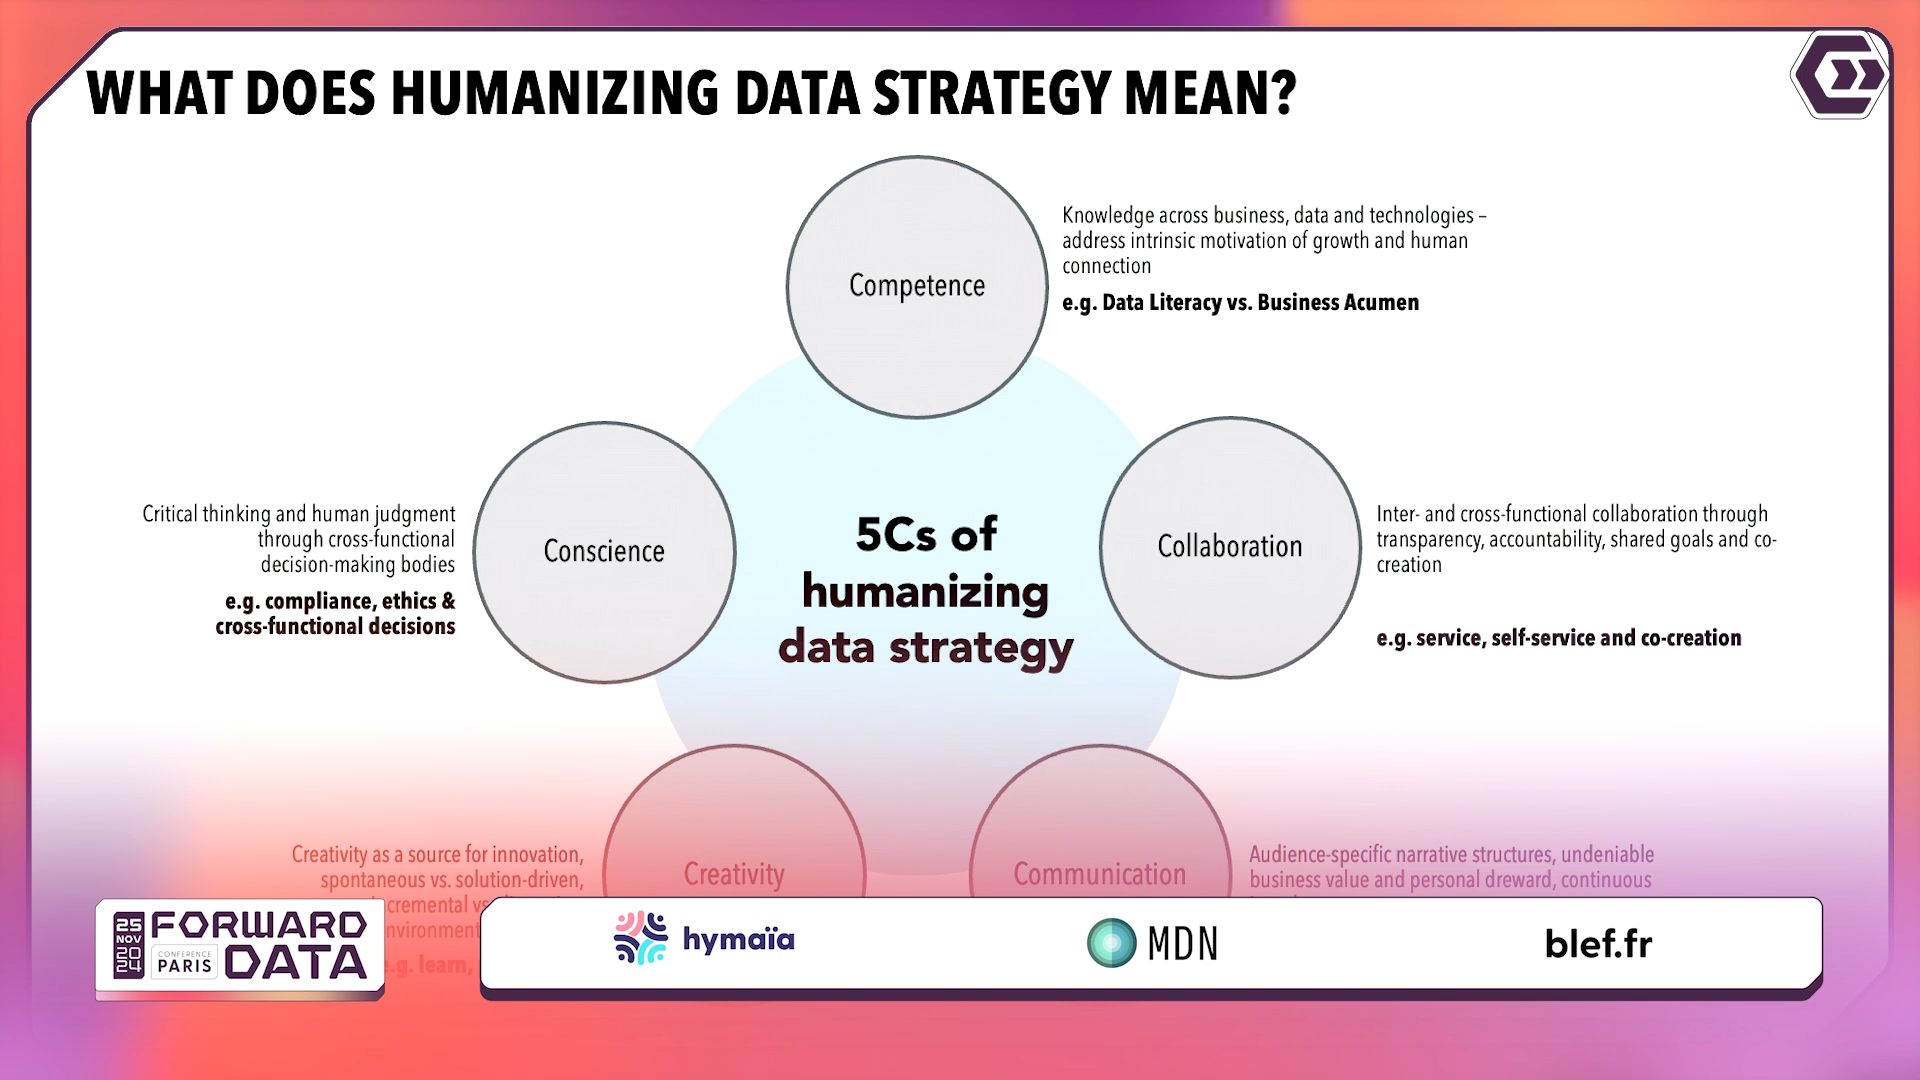 WHAT DOES HUMANIZING DATA STRATEGY MEAN?
Competence
Knowledge across business, data and technologies –
address intrinsic motivation of growth and human
connection
e.g. Data Literacy vs. Business Acumen
Critical thinking and human judgment
through cross-functional
decision-making bodies
e.g. compliance, ethics &
cross-functional decisions
Conscience
5Cs of
humanizing
data strategy
Collaboration
Inter- and cross-functional collaboration through
transparency, accountability, shared goals and co-
creation
e.g. service, self-service and co-creation
Creativity as a source for innovation,
spontaneous vs. solution-driven,
e.g. learn,
Creativity
Communication
Audience-specific narrative structures, undeniable
business value and personal dreward, continuous
25
NOV
20
24
FORWARD
CONFERENCE
PARIS
DATA
hymaïa
MDN
blef.fr